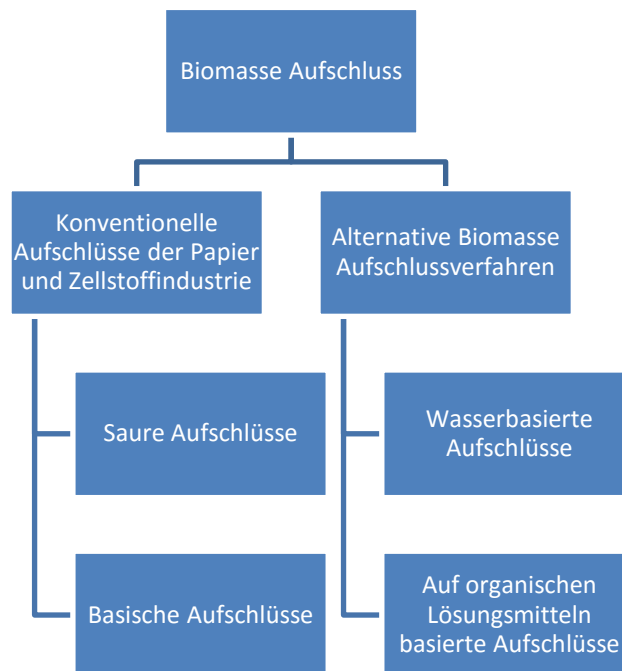 Biomasse Aufschluss
Konventionelle
Aufschlüsse der Papier
und Zellstoffindustrie
Alternative Biomasse
Aufschlussverfahren
Saure Aufschlüsse
Basische Aufschlüsse
Wasserbasierte
Aufschlüsse
Auf organischen
Lösungsmitteln
basierte Aufschlüsse